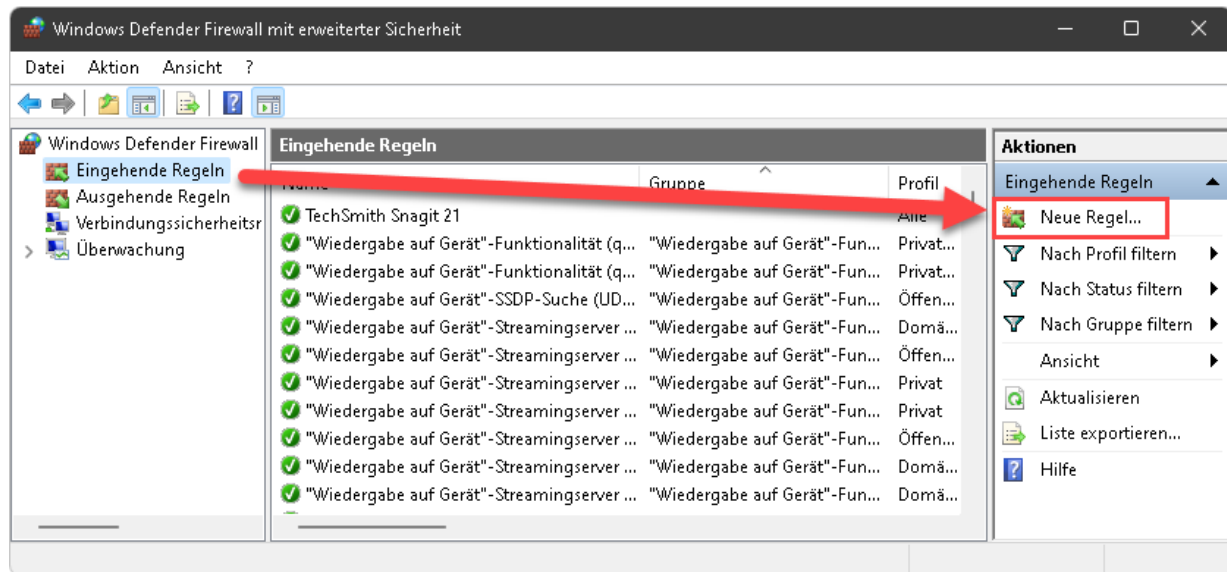 Windows Defender Firewall mit erweiterter Sicherheit
Datei Aktion Ansicht ?
Windows Defender Firewall
Eingehende Regeln
Ausgehende Regeln
Verbindungssicherheitsr
Überwachung
Eingehende Regeln
Name Gruppe Profil
TechSmith Snagit 21 Alle
"Wiedergabe auf Gerät"-Funktionalität (q... "Wiedergabe auf Gerät"-Fun... Privat...
"Wiedergabe auf Gerät"-Funktionalität (q... "Wiedergabe auf Gerät"-Fun... Privat...
"Wiedergabe auf Gerät"-SSDP-Suche (UD... "Wiedergabe auf Gerät"-Fun... Öffen...
"Wiedergabe auf Gerät"-Streamingserver ... "Wiedergabe auf Gerät"-Fun... Domä...
"Wiedergabe auf Gerät"-Streamingserver ... "Wiedergabe auf Gerät"-Fun... Öffen...
"Wiedergabe auf Gerät"-Streamingserver ... "Wiedergabe auf Gerät"-Fun... Privat
"Wiedergabe auf Gerät"-Streamingserver ... "Wiedergabe auf Gerät"-Fun... Privat
"Wiedergabe auf Gerät"-Streamingserver ... "Wiedergabe auf Gerät"-Fun... Öffen...
"Wiedergabe auf Gerät"-Streamingserver ... "Wiedergabe auf Gerät"-Fun... Domä...
"Wiedergabe auf Gerät"-Streamingserver ... "Wiedergabe auf Gerät"-Fun... Domä...
Aktionen
Eingehende Regeln
Neue Regel...
Nach Profil filtern
Nach Status filtern
Nach Gruppe filtern
Ansicht
Aktualisieren
Liste exportieren...
Hilfe